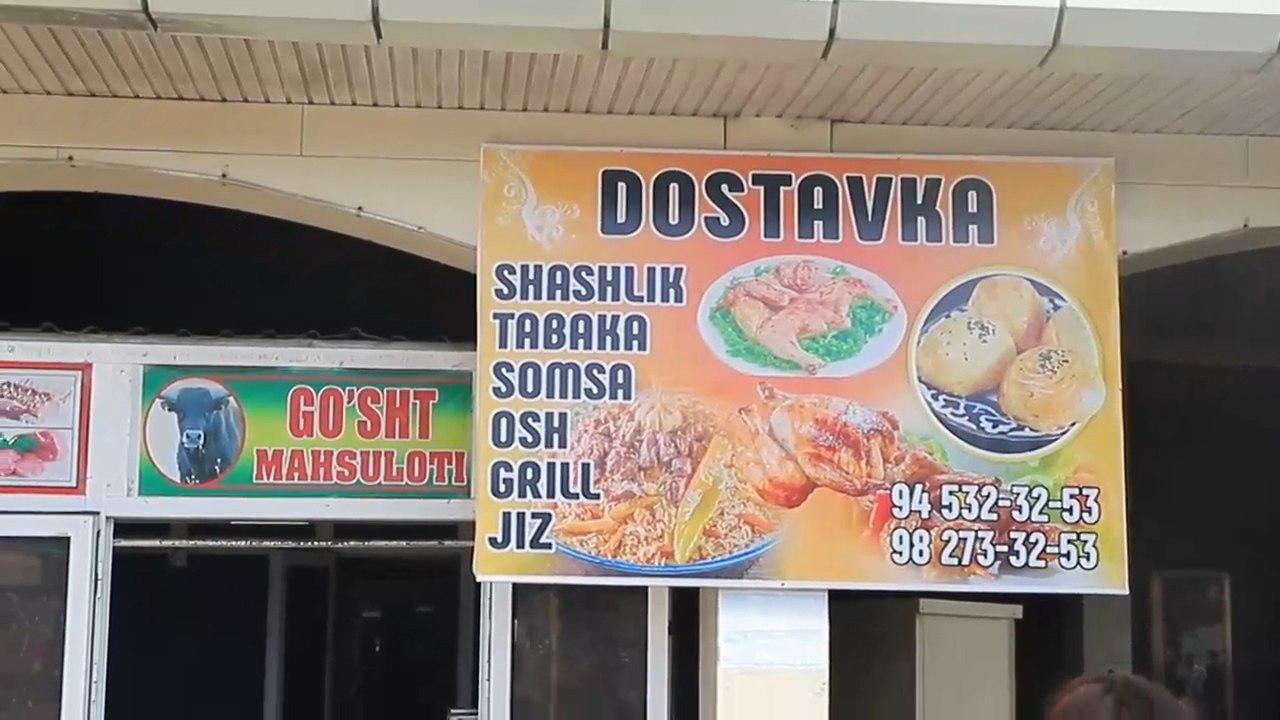 DOSTAVKA
SHASHLIK
TABAKA
SOMSA
OSH
GRILL
JIZ
94 532-32-53
98 273-32-53
GO'SHT
MAHSULOTI